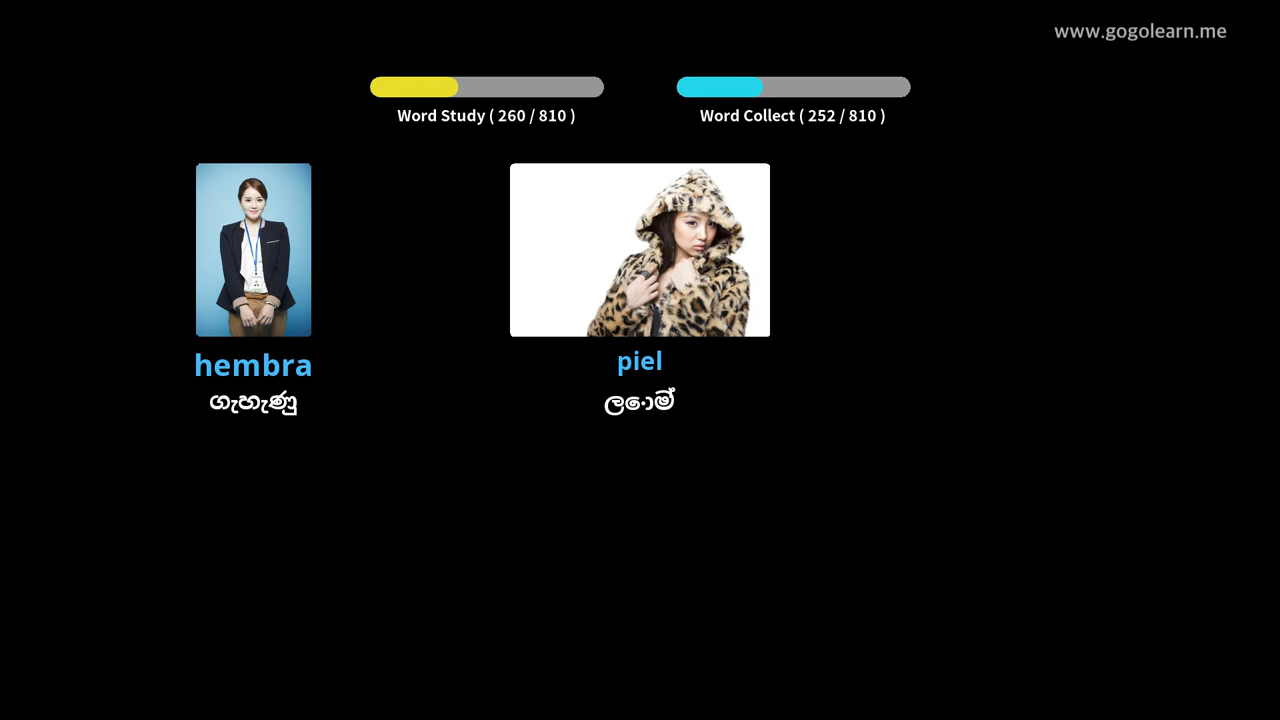 www.gogolearn.me
Word Study ( 260 / 810 )
Word Collect ( 252 / 810 )
hembra
ගැහැණු
piel
ලොම්